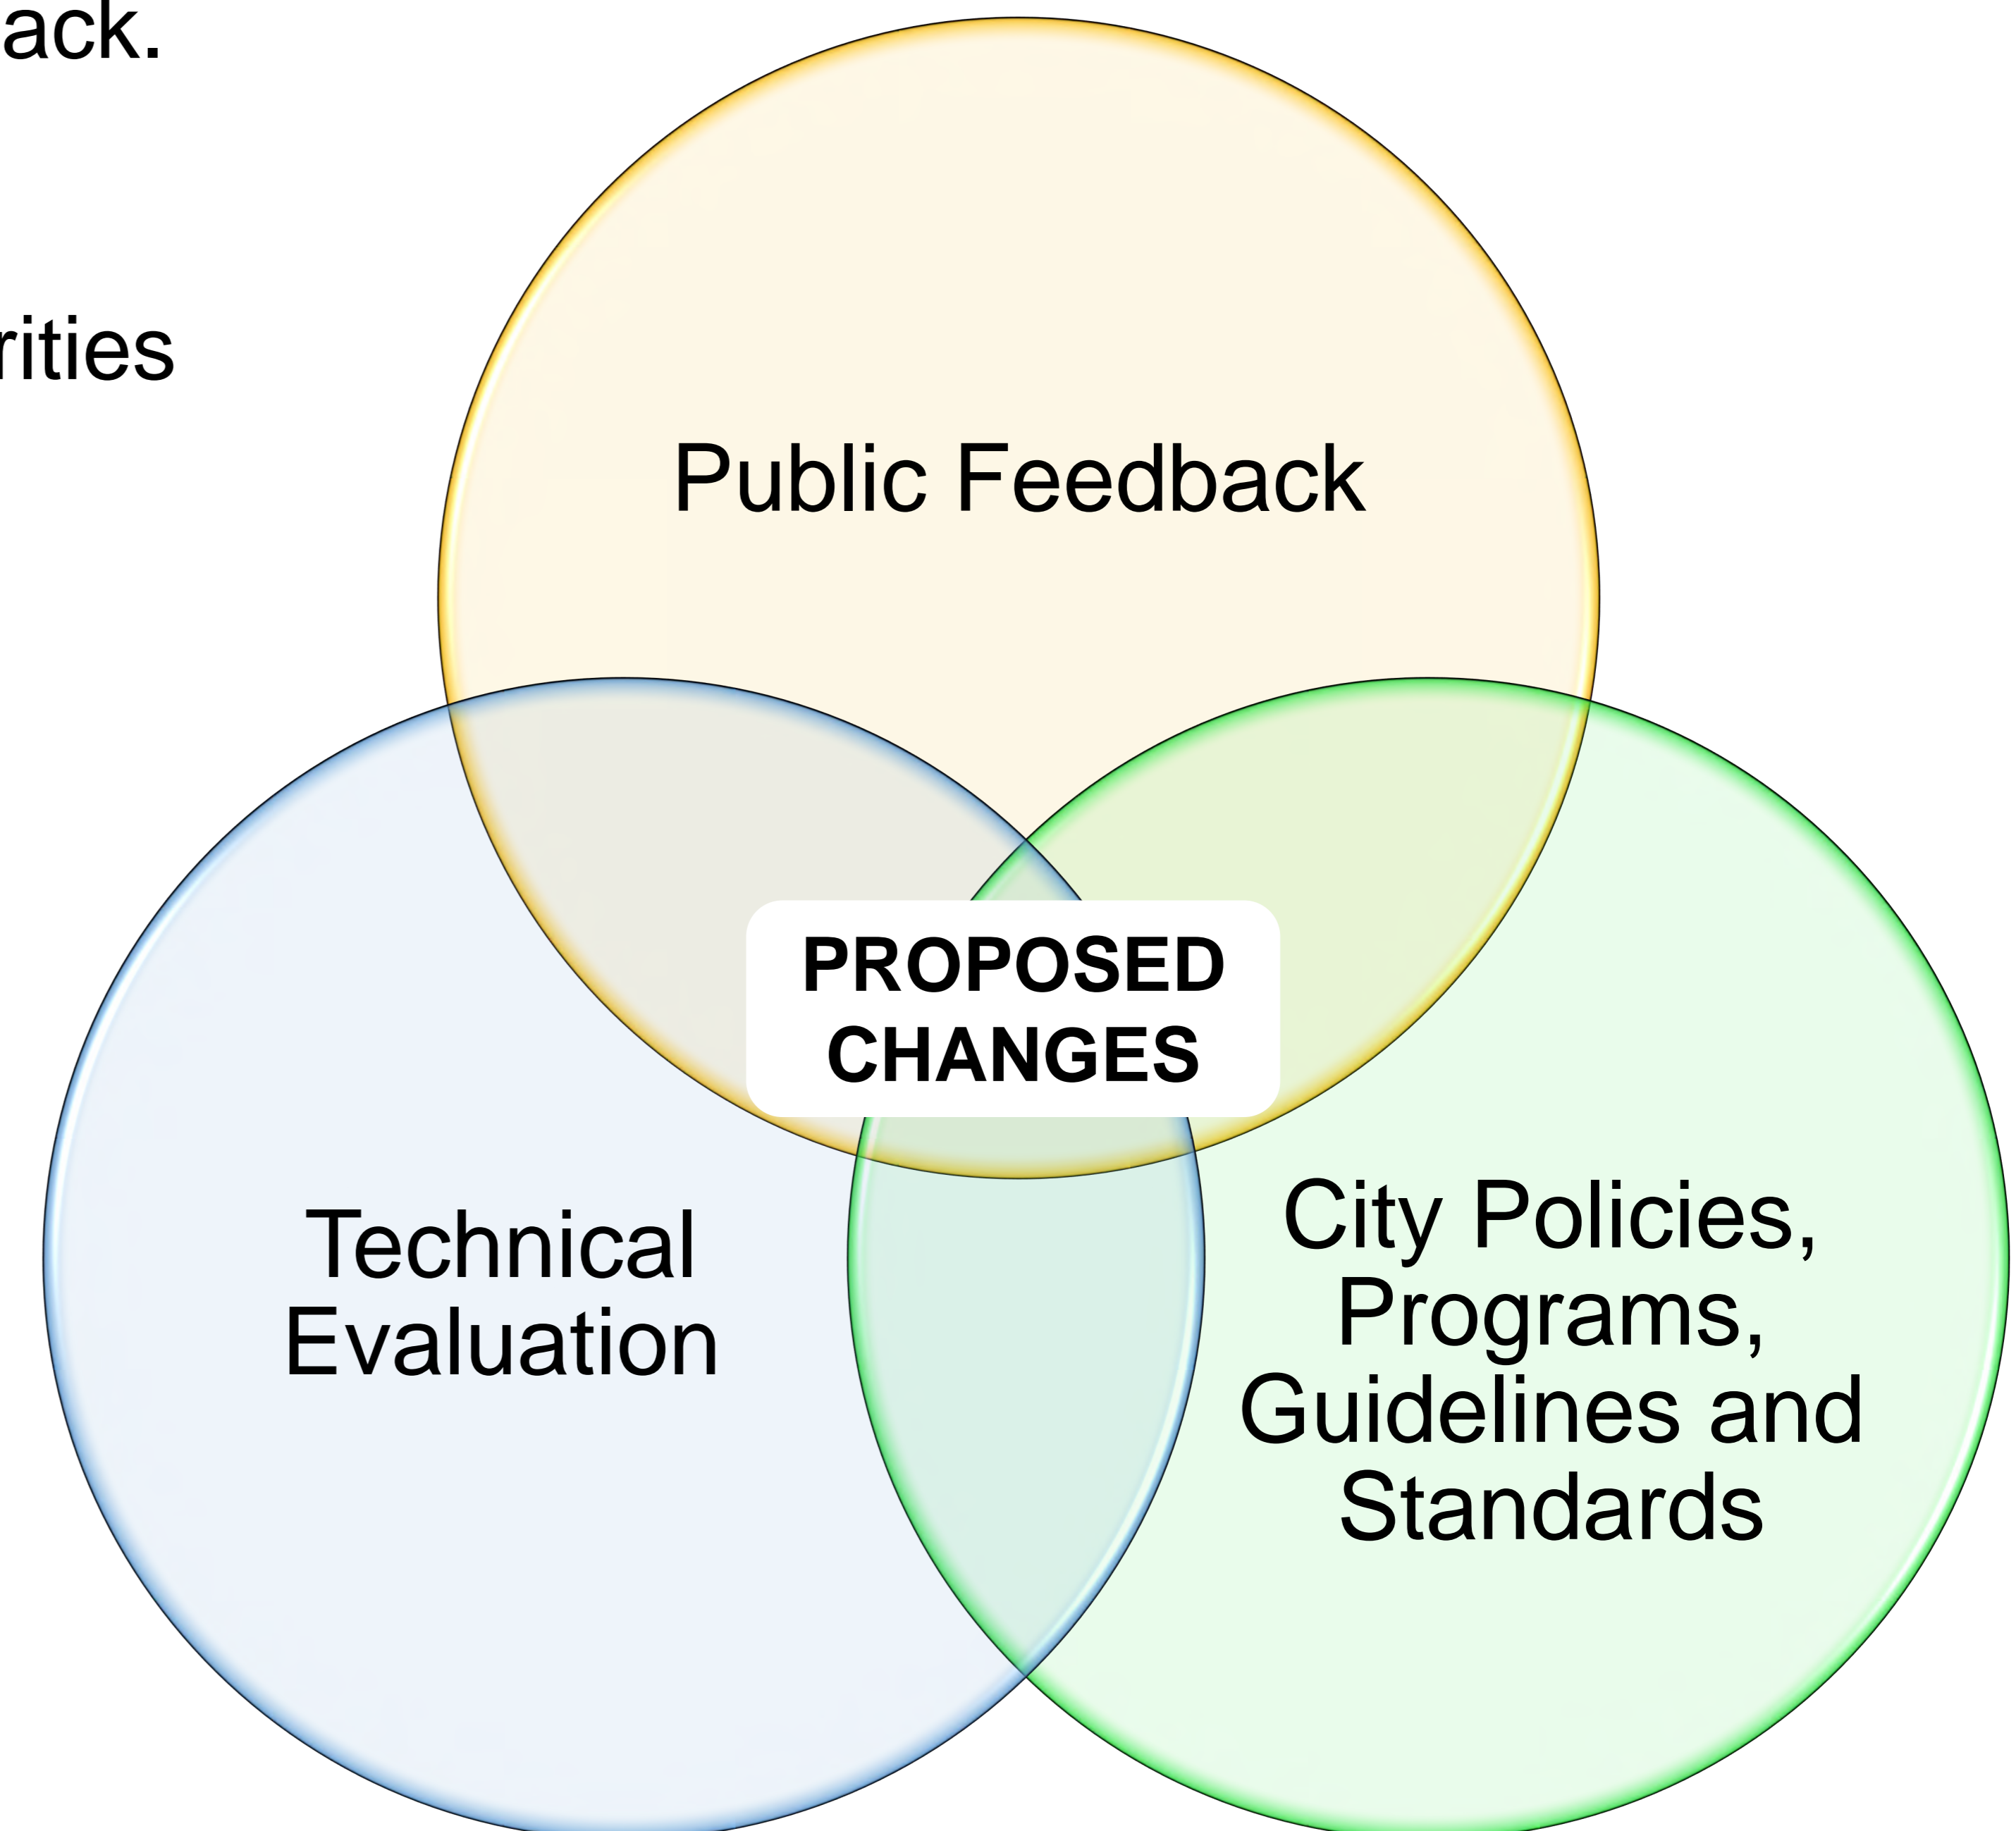 ack.
rities
Public Feedback
PROPOSED
CHANGES
Technical
Evaluation
City Policies,
Programs,
Guidelines and
Standards